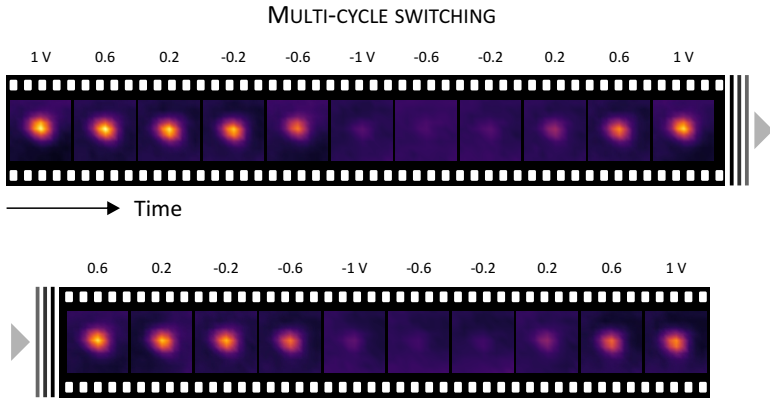 MULTI-CYCLE SWITCHING
1 V 0.6 0.2 -0.2 -0.6 -1 V -0.6 -0.2 0.2 0.6 1 V
Time
0.6 0.2 -0.2 -0.6 -1 V -0.6 -0.2 0.2 0.6 1 V